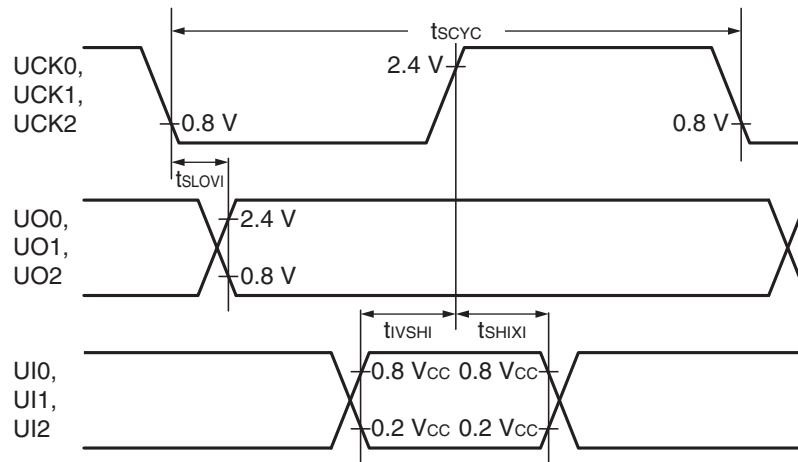 tSCYC
UCK0,
UCK1,
UCK2
2.4 V
0.8 V
0.8 V
tSLOVI
UO0,
UO1,
UO2
2.4 V
0.8 V
tIVSHI
tSHIXI
UI0,
UI1,
UI2
0.8 VCC 0.8 VCC
0.2 VCC 0.2 VCC